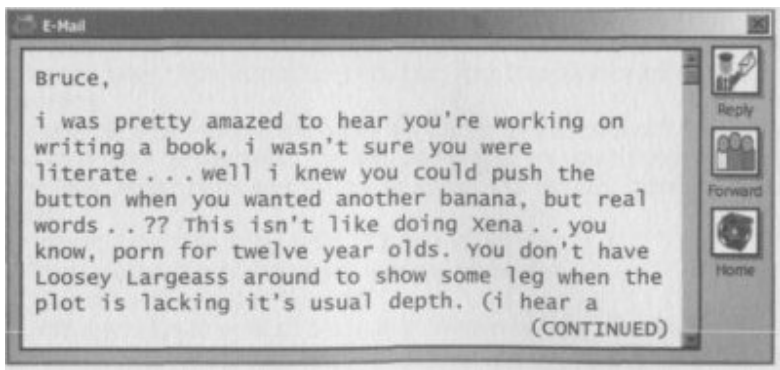 E-Mail
Bruce,
i was pretty amazed to hear you're working on
writing a book, i wasn't sure you were
literate . . . well i knew you could push the
button when you wanted another banana, but real
words . . ?? This isn't like doing Xena . . you
know, porn for twelve year olds. You don't have
Loosey Largeass around to show some leg when the
plot is lacking it's usual depth. (i hear a
(CONTINUED)
Reply
Forward
Home